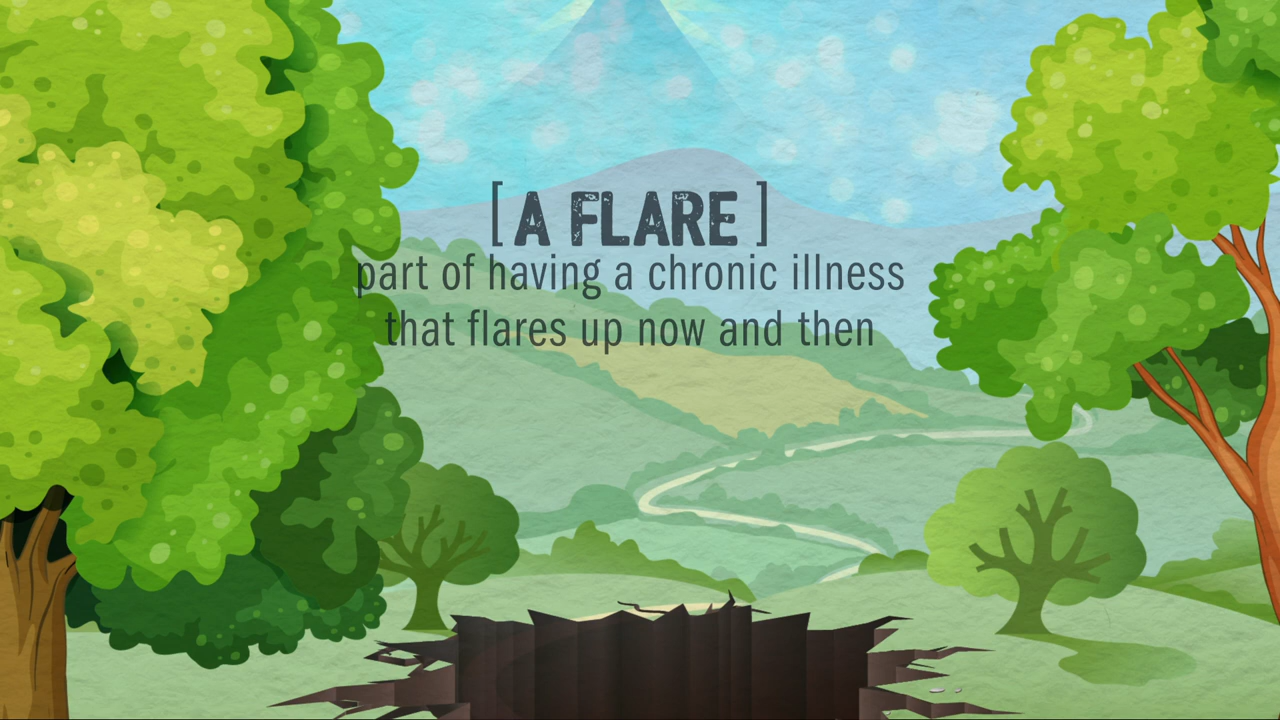 [ A FLARE ]
part of having a chronic illness
that flares up now and then